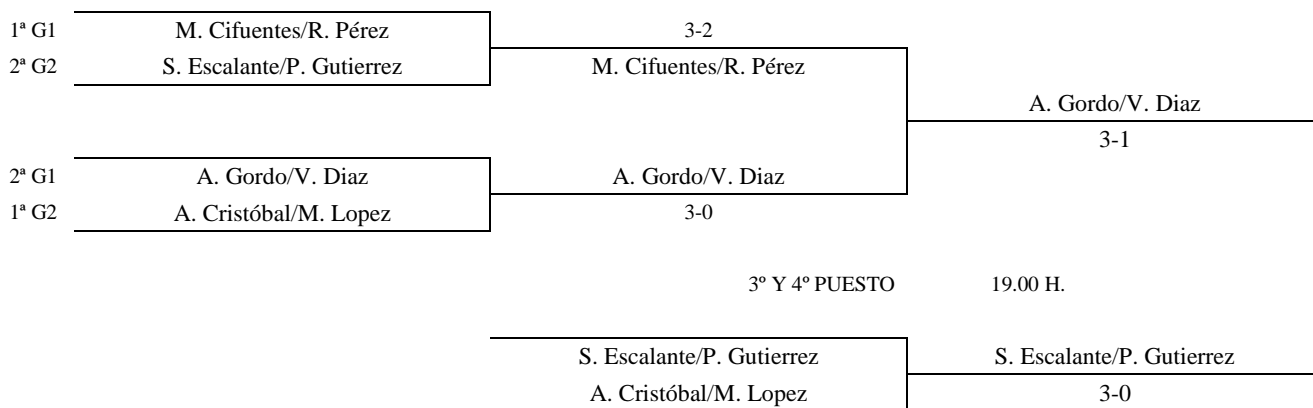 1ª G1 M. Cifuentes/R. Pérez 3-2
2ª G2 S. Escalante/P. Gutierrez M. Cifuentes/R. Pérez
A. Gordo/V. Diaz
3-1
2ª G1 A. Gordo/V. Diaz A. Gordo/V. Diaz
1ª G2 A. Cristóbal/M. Lopez 3-0
3º Y 4º PUESTO 19.00 H.
S. Escalante/P. Gutierrez S. Escalante/P. Gutierrez
A. Cristóbal/M. Lopez 3-0